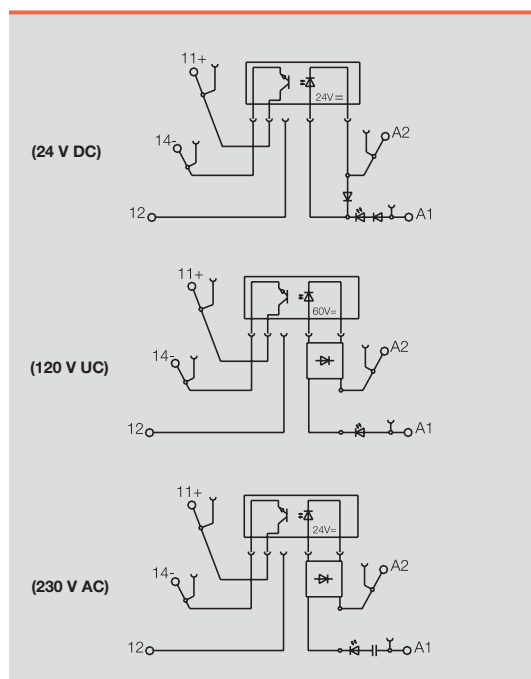 11+
24V=
14-
A2
(24 V DC)
12
A1
11+
60V=
14-
A2
(120 V UC)
12
A1
11+
24V=
14-
A2
(230 V AC)
12
A1